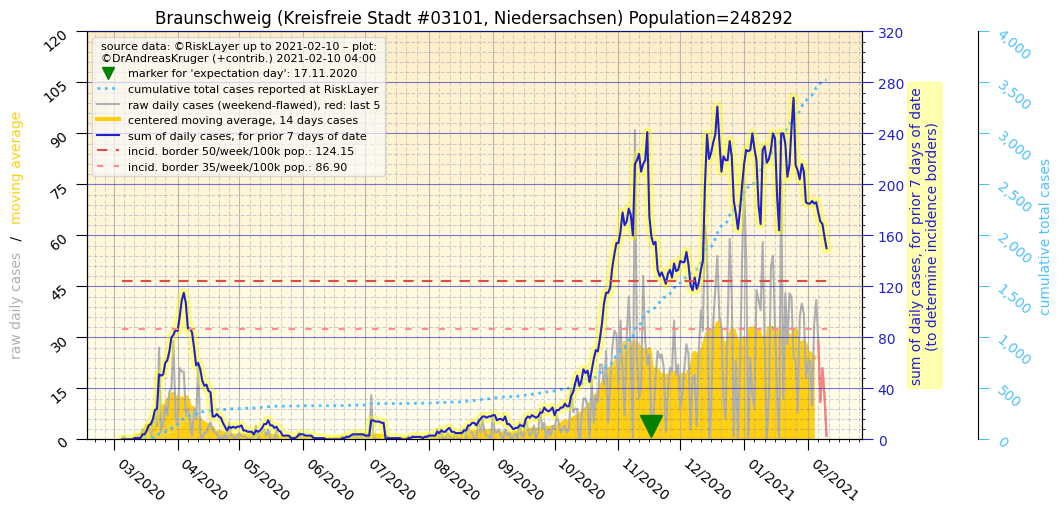 Braunschweig (Kreisfreie Stadt #03101, Niedersachsen) Population=248292
source data: ©RiskLayer up to 2021-02-10 – plot:
©DrAndreasKruger (+contrib.) 2021-02-10 04:00
marker for 'expectation day': 17.11.2020
cumulative total cases reported at RiskLayer
raw daily cases (weekend-flawed), red: last 5
centered moving average, 14 days cases
sum of daily cases, for prior 7 days of date
incid. border 50/week/100k pop.: 124.15
incid. border 35/week/100k pop.: 86.90
raw daily cases / moving average
120
105
90
75
60
45
30
15
0
03/2020
04/2020
05/2020
06/2020
07/2020
08/2020
09/2020
10/2020
11/2020
12/2020
01/2021
02/2021
320
280
240
200
160
120
80
40
0
sum of daily cases, for prior 7 days of date
(to determine incidence borders)
4,000
3,500
3,000
2,500
2,000
1,500
1,000
500
0
cumulative total cases